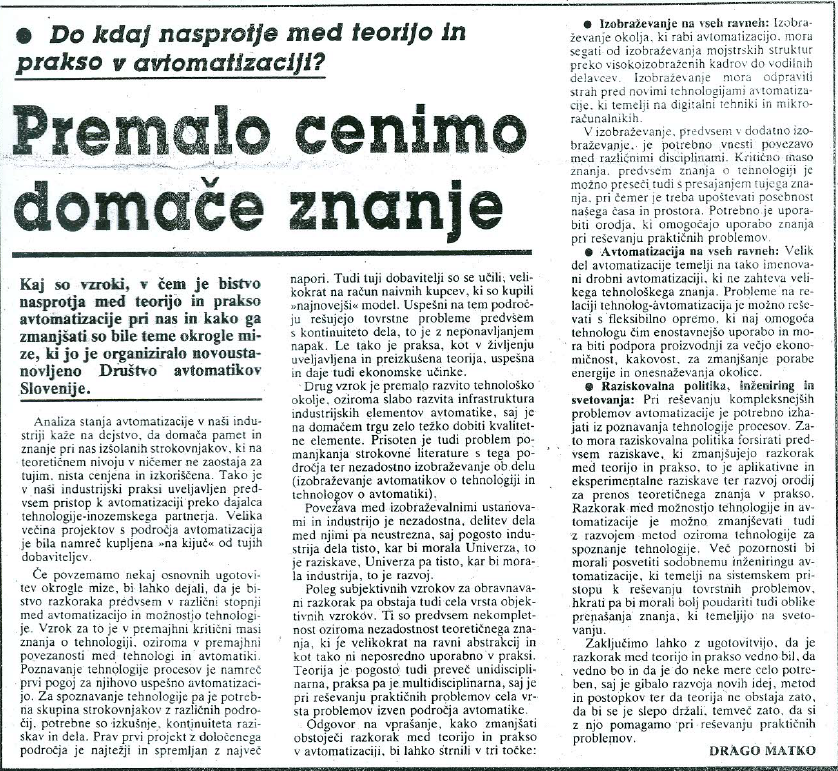 ● Do kdaj nasprotje med teorijo in
prakso v avtomatizaciji?
Premalo cenimo
domače znanje
Kaj so vzroki, v čem je bistvo
nasprotja med teorijo in prakso
avtomatizacije pri nas in kako ga
zmanjšati so bile teme okrogle mi-
ze, ki jo je organiziralo novousta-
novljeno Društvo avtomatikov
Slovenije.
Analiza stanja avtomatizacije v naši indu-
striji kaže na dejstvo, da domača pamet in
znanje pri nas izšolanih strokovnjakov, ki na
teoretičnem nivoju v ničemer ne zaostaja za
tujim, nista cenjena in izkoriščena. Tako je
v naši industrijski praksi uveljavljen pred-
vsem pristop k avtomatizaciji preko dajalca
tehnologije-inozemskega partnerja. Velika
večina projektov s področja avtomatizacije
je bila namreč kupljena »na ključ« od tujih
dobaviteljev.
Če povzemamo nekaj osnovnih ugotovi-
tev okrogle mize, bi lahko dejali, da je bi-
stvo razkoraka predvsem v različni stopnji
med avtomatizacijo in možnostjo tehnologi-
je. Vzrok za to je v premajhni kritični masi
znanja o tehnologiji, oziroma v premajhni
povezanosti med tehnologi in avtomatiki.
Poznavanje tehnologije procesov je namreč
prvi pogoj za njihovo uspešno avtomatizaci-
jo. Za spoznavanje tehnologije pa je potreb-
na skupina strokovnjakov z različnih podro-
čij, potrebne so izkušnje, kontinuiteta razi-
skav in dela. Prav prvi projekt z določenega
področja je najtežji in spremljan z največ
napori. Tudi tuji dobavitelji so se učili, veli-
kokrat na račun naivnih kupcev, ki so kupili
»najnovejši« model. Uspešni na tem područ-
ju rešujejo tovrstne probleme predvsem
s kontinuiteto dela, to je z neponavljanjem
napak. Le tako je praksa, kot v življenju
uveljavljena in preizkušena teorija, uspešna
in daje tudi ekonomske učinke.
Drug vzrok je premalo razvito tehnološko
okolje, oziroma slabo razvita infrastruktura
industrijskih elementov avtomatike, saj je
na domačem trgu zelo težko dobiti kvalitet-
ne elemente. Prisoten je tudi problem po-
manjkanja strokovne literature s tega po-
dročja ter nezadostno izobraževanje ob delu
(izobraževanje avtomatikov o tehnologiji in
tehnologov o avtomatiki).
Povezava med izobraževalnimi ustanova-
mi in industrijo je nezadostna, delitev dela
med njimi pa neustrezna, saj pogosto indu-
strija dela tisto, kar bi morala Univerza, to
je raziskave, Univerza pa tisto, kar bi mora-
la industrija, to je razvoj.
Poleg subjektivnih vzrokov za obravnava-
ni razkorak pa obstaja tudi cela vrsta objek-
tivnih vzrokov. Ti so predvsem nekomplet-
nost oziroma nezadostnost teoretičnega zna-
nja, ki je velikokrat na ravni abstrakcij in
kot tako ni neposredno uporabno v praksi.
Teorija je pogosto tudi preveč unidiscipli-
narna, praksa pa je multidisciplinarna, saj je
pri reševanju praktičnih problemov cela vr-
sta problemov izven področja avtomatike.
Odgovor na vprašanje, kako zmanjšati
obstoječi razkorak med teorijo in prakso
v avtomatizaciji, bi lahko strnili v tri točke:
● Izobraževanje na vseh ravneh: Izobra-
ževanje okolja, ki rabi avtomatizacijo, mora
segati od izobraževanja mojstrskih struktur
preko visokoizobraženih kadrov do vodilnih
delavcev. Izobraževanje mora odpraviti
strah pred novimi tehnologijami avtomatiza-
cije, ki temelji na digitalni tehniki in mikro-
računalnikih.
V izobraževanje, predvsem v dodatno izo-
braževanje, je potrebno vnesti povezavo
med različnimi disciplinami. Kritično maso
znanja, predvsem znanja o tehnologiji je
možno preseči tudi s presajanjem tujega zna-
nja, pri čemer je treba upoštevati posebnost
našega časa in prostora. Potrebno je upora-
biti orodja, ki omogočajo uporabo znanja
pri reševanju praktičnih problemov.
● Avtomatizacija na vseh ravneh: Velik
del avtomatizacije temelji na tako imenova-
ni drobni avtomatizaciji, ki ne zahteva veli-
kega tehnološkega znanja. Probleme na re-
laciji tehnolog-avtomatizacija je možno reše-
vati s fleksibilno opremo, ki naj omogoča
tehnologu čim enostavnejšo uporabo in mo-
ra biti podpora proizvodnji za večjo ekono-
mičnost, kakovost, za zmanjšanje porabe
energije in onesnaževanja okolice.
● Raziskovalna politika, inženiring in
svetovanja: Pri reševanju kompleksnejših
problemov avtomatizacije je potrebno izha-
jati iz poznavanja tehnologije procesov. Za-
to mora raziskovalna politika forsirati pred-
vsem raziskave, ki zmanjšujejo razkorak
med teorijo in prakso, to je aplikativne in
eksperimentalne raziskave ter razvoj orodij
za prenos teoretičnega znanja v prakso.
Razkorak med možnostjo tehnologije in av-
tomatizacije je možno zmanjševati tudi
z razvojem metod oziroma tehnologije za
spoznanje tehnologije. Več pozornosti bi
morali posvetiti sodobnemu inženiringu av-
tomatizacije, ki temelji na sistemskem pri-
stopu k reševanju tovrstnih problemov,
hkrati pa bi morali bolj poudariti tudi oblike
prenašanja znanja, ki temeljijo na sveto-
vanju.
Zaključimo lahko z ugotovitvijo, da je
razkorak med teorijo in prakso vedno bil, da
vedno bo in da je do neke mere celo potre-
ben, saj je gibalo razvoja novih idej, metod
in postopkov ter da teorija ne obstaja zato,
da bi se je slepo držali, temveč zato, da si
z njo pomagamo pri reševanju praktičnih
problemov.
DRAGO MATKO